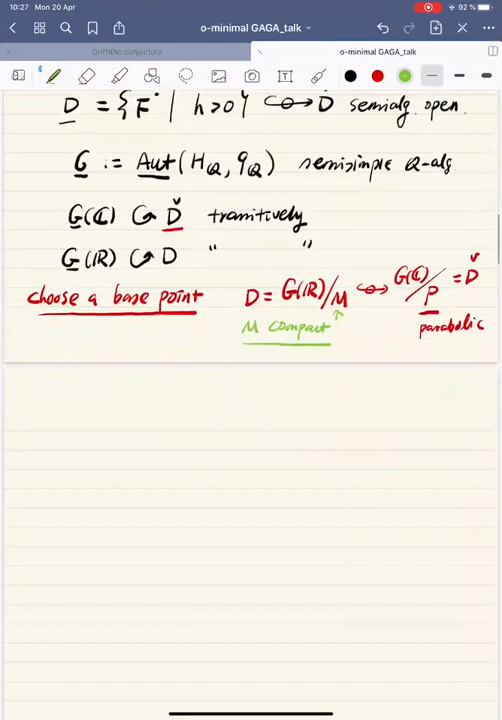 10:27 Mon 20 Apr
92 %
o-minimal GAGA_talk
Griffiths conjecture
o-minimal GAGA_talk
D = {F˙ | h>0} ↪ Ď semialg. open.
G := Aut(H_Q, q_Q) semisimple Q-alg
G(ℂ) ↻ Ď transitively
G(ℝ) ↻ D " "
choose a base point D = G(ℝ)/M ↪ G(ℂ)/P = Ď
M compact ↑ parabolic